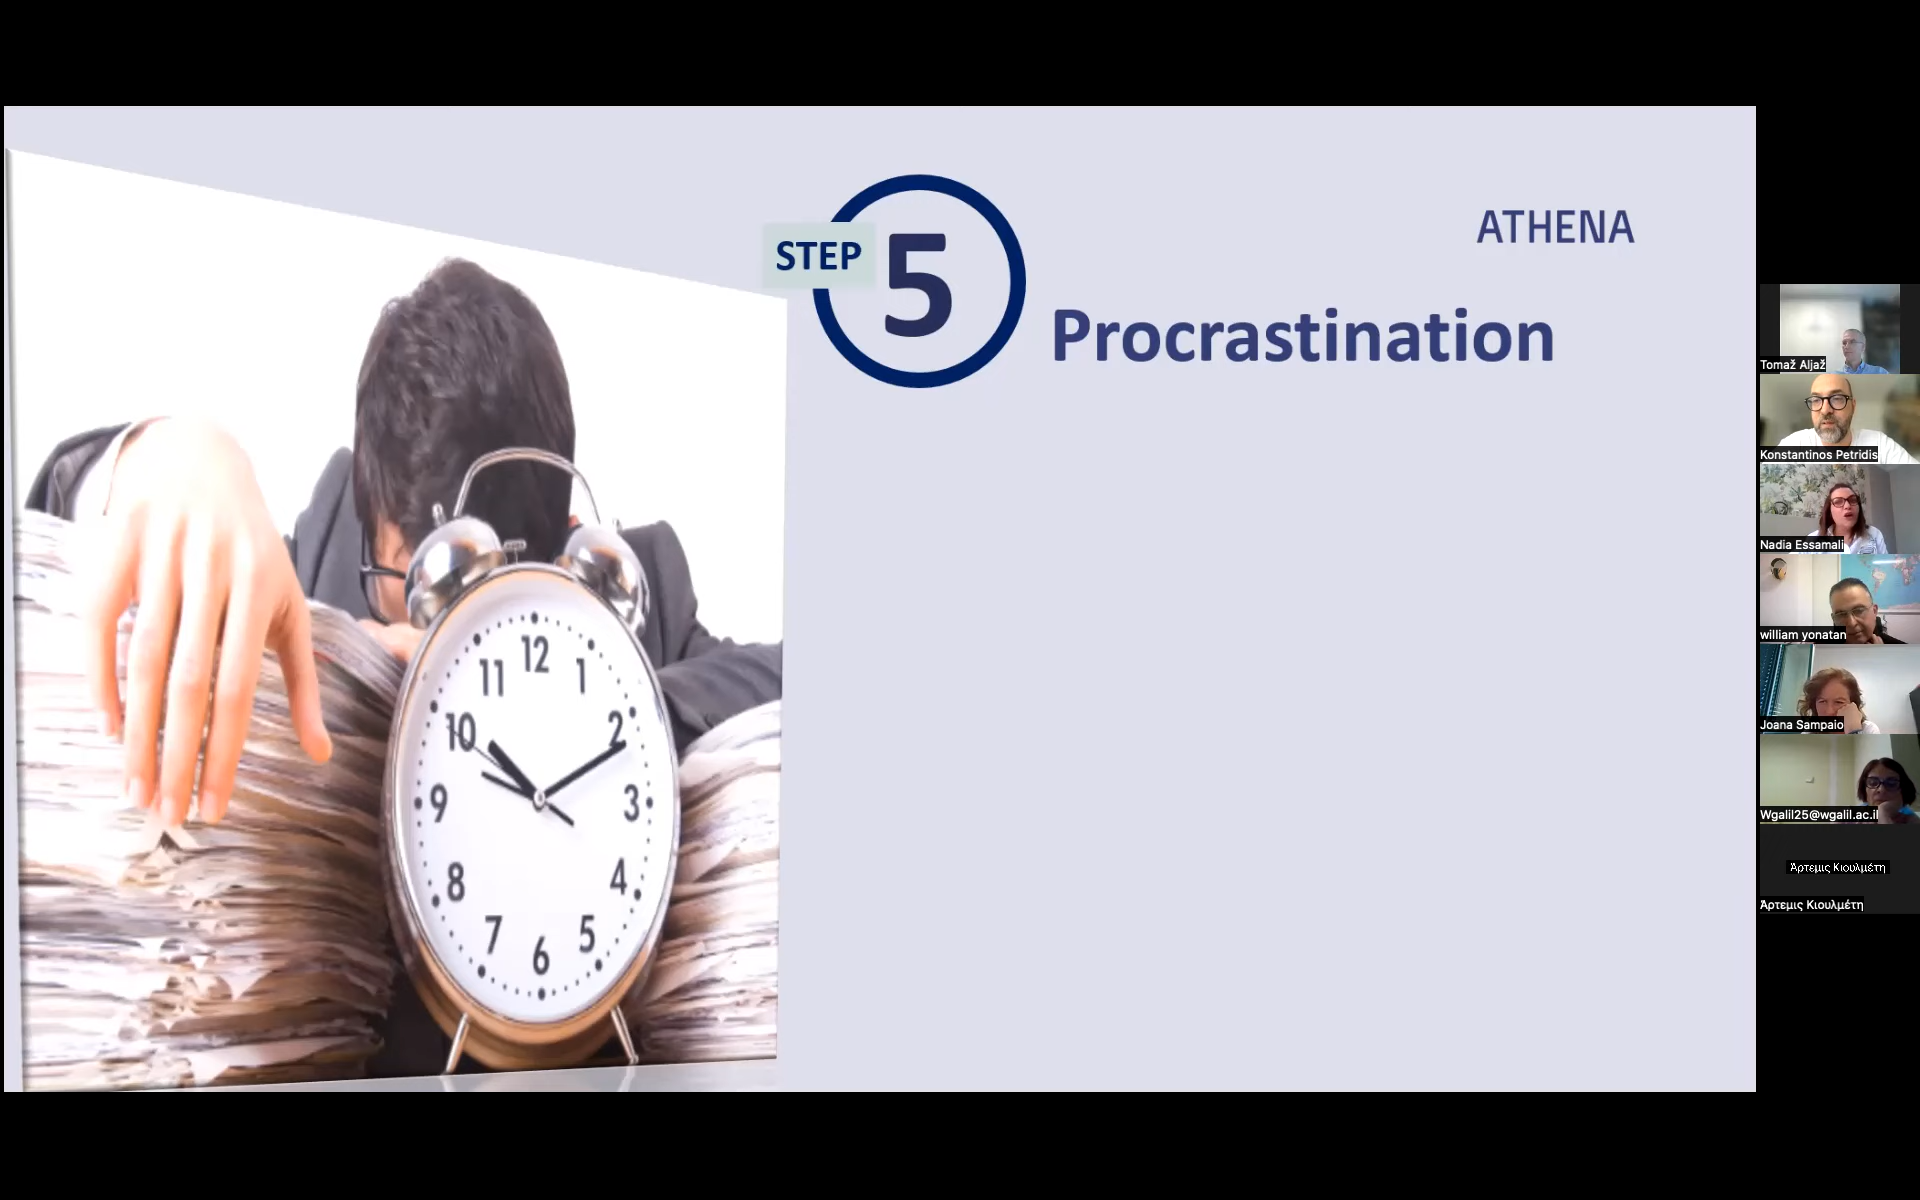 STEP
5
ATHENA
Procrastination
12
11
1
10
2
9
3
8
4
7
5
6
Tomaž Aljaž
Konstantinos Petridis
Nadia Essamali
william yonatan
Joana Sampaio
Wgalil25@wgalil.ac.il
Άρτεμις Κιουλμέτη
Άρτεμις Κιουλμέτη